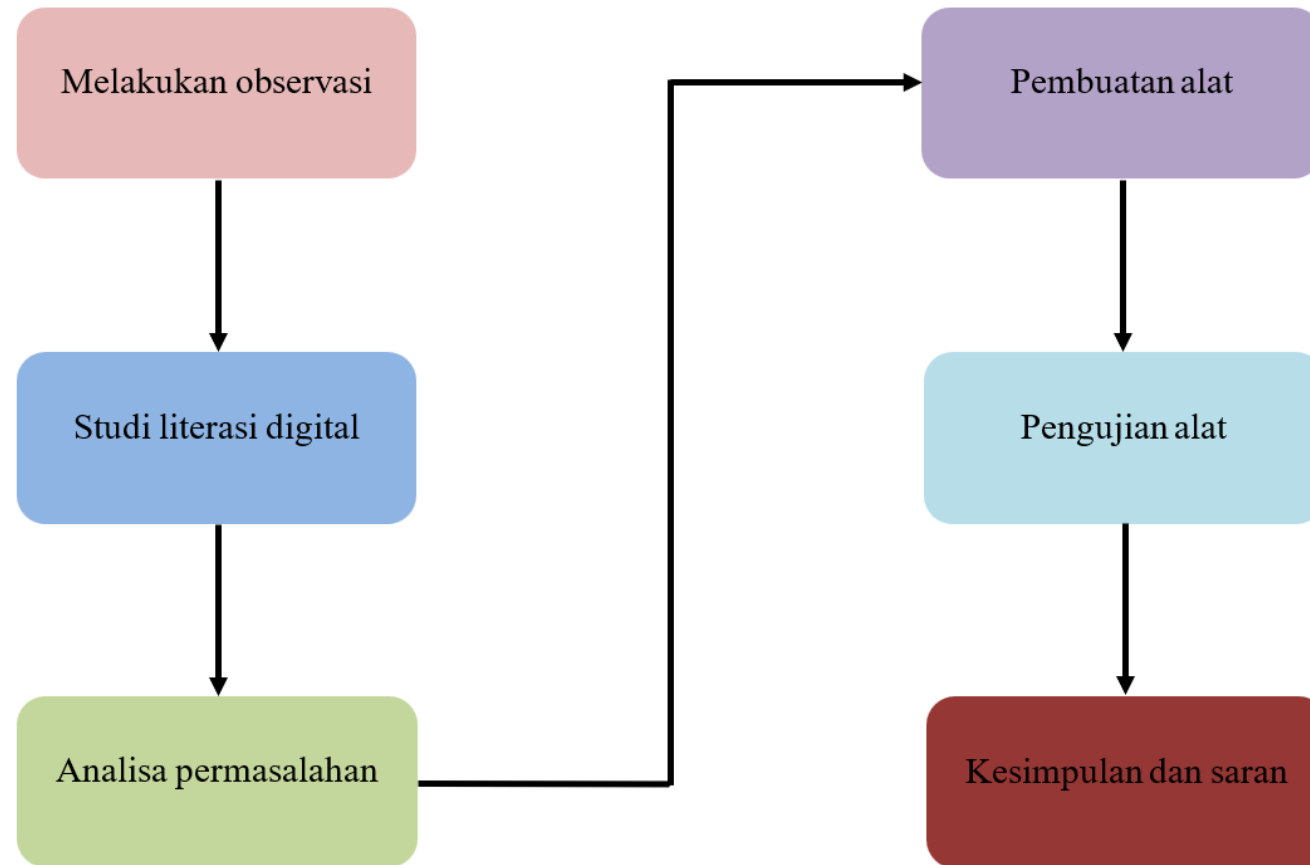 Melakukan observasi
Studi literasi digital
Analisa permasalahan
Pembuatan alat
Pengujian alat
Kesimpulan dan saran